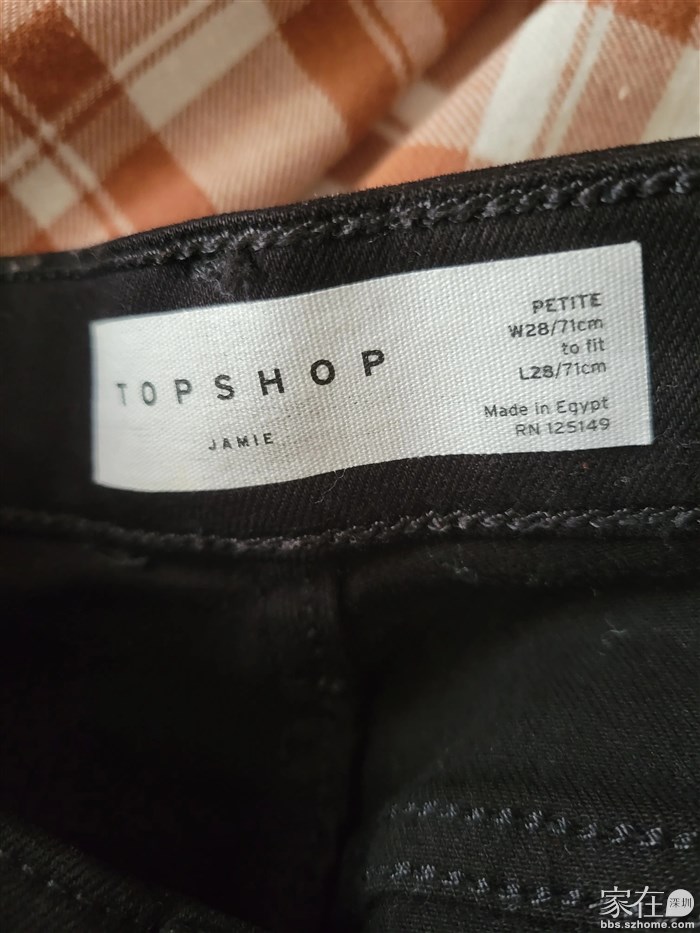 TOPSHOP
JAMIE
PETITE
W28/71cm
to fit
L28/71cm
Made in Egypt
RN 125149
家在深圳
bbs.szhome.com